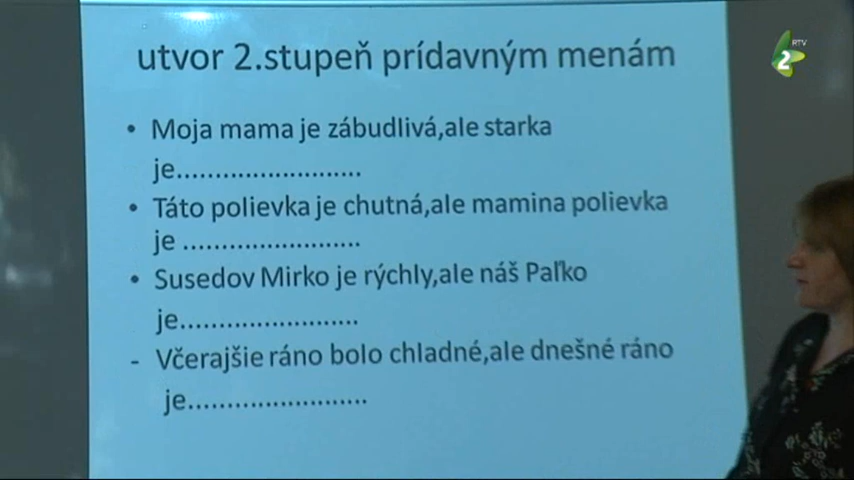 utvor 2.stupeň prídavným menám
• Moja mama je zábudlivá,ale starka
je........................
• Táto polievka je chutná,ale mamina polievka
je .......................
• Susedov Mirko je rýchly,ale náš Paľko
je.......................
- Včerajšie ráno bolo chladné,ale dnešné ráno
je.......................
RTV
2